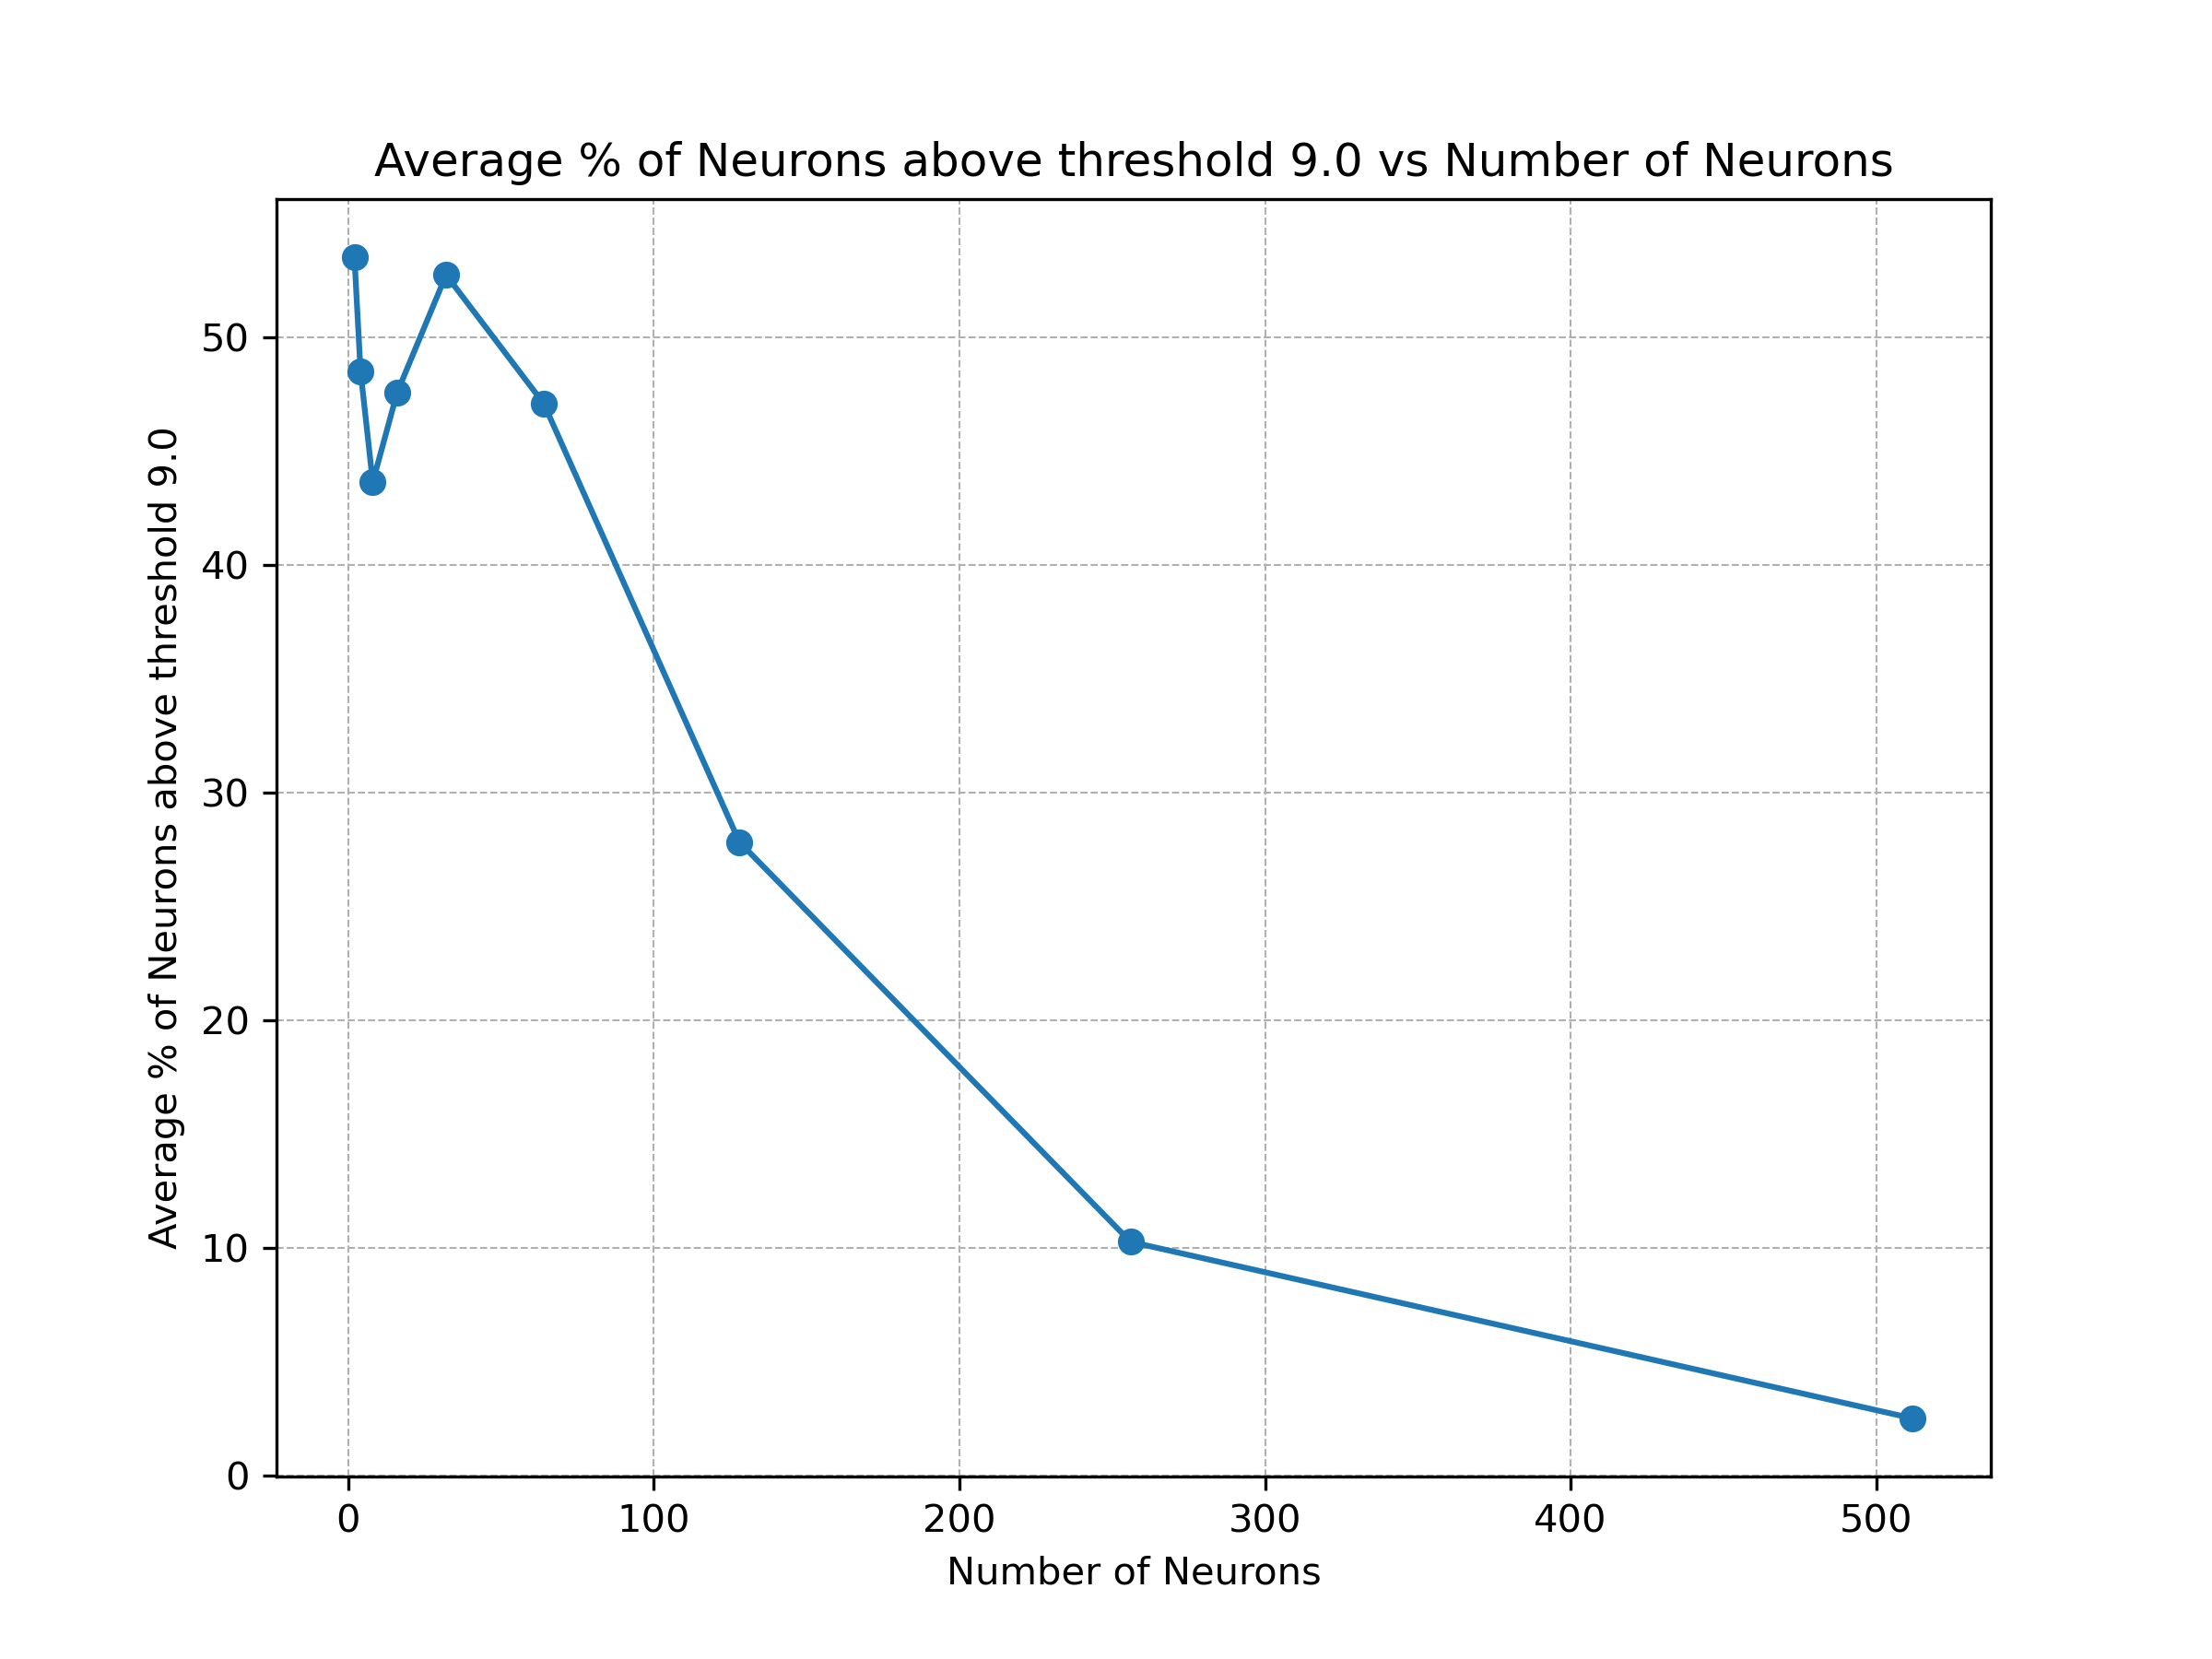 Average % of Neurons above threshold 9.0 vs Number of Neurons
Average % of Neurons above threshold 9.0
50
40
30
20
10
0
0 100 200 300 400 500
Number of Neurons